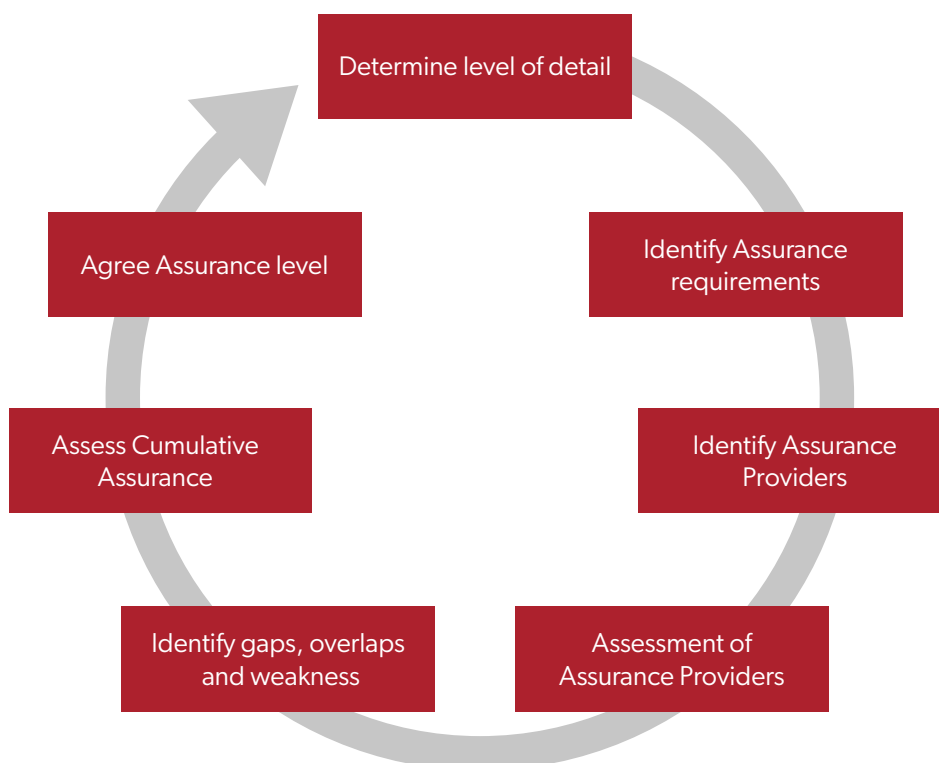 Determine level of detail
Identify Assurance
requirements
Identify Assurance
Providers
Assessment of
Assurance Providers
Identify gaps, overlaps
and weakness
Assess Cumulative
Assurance
Agree Assurance level